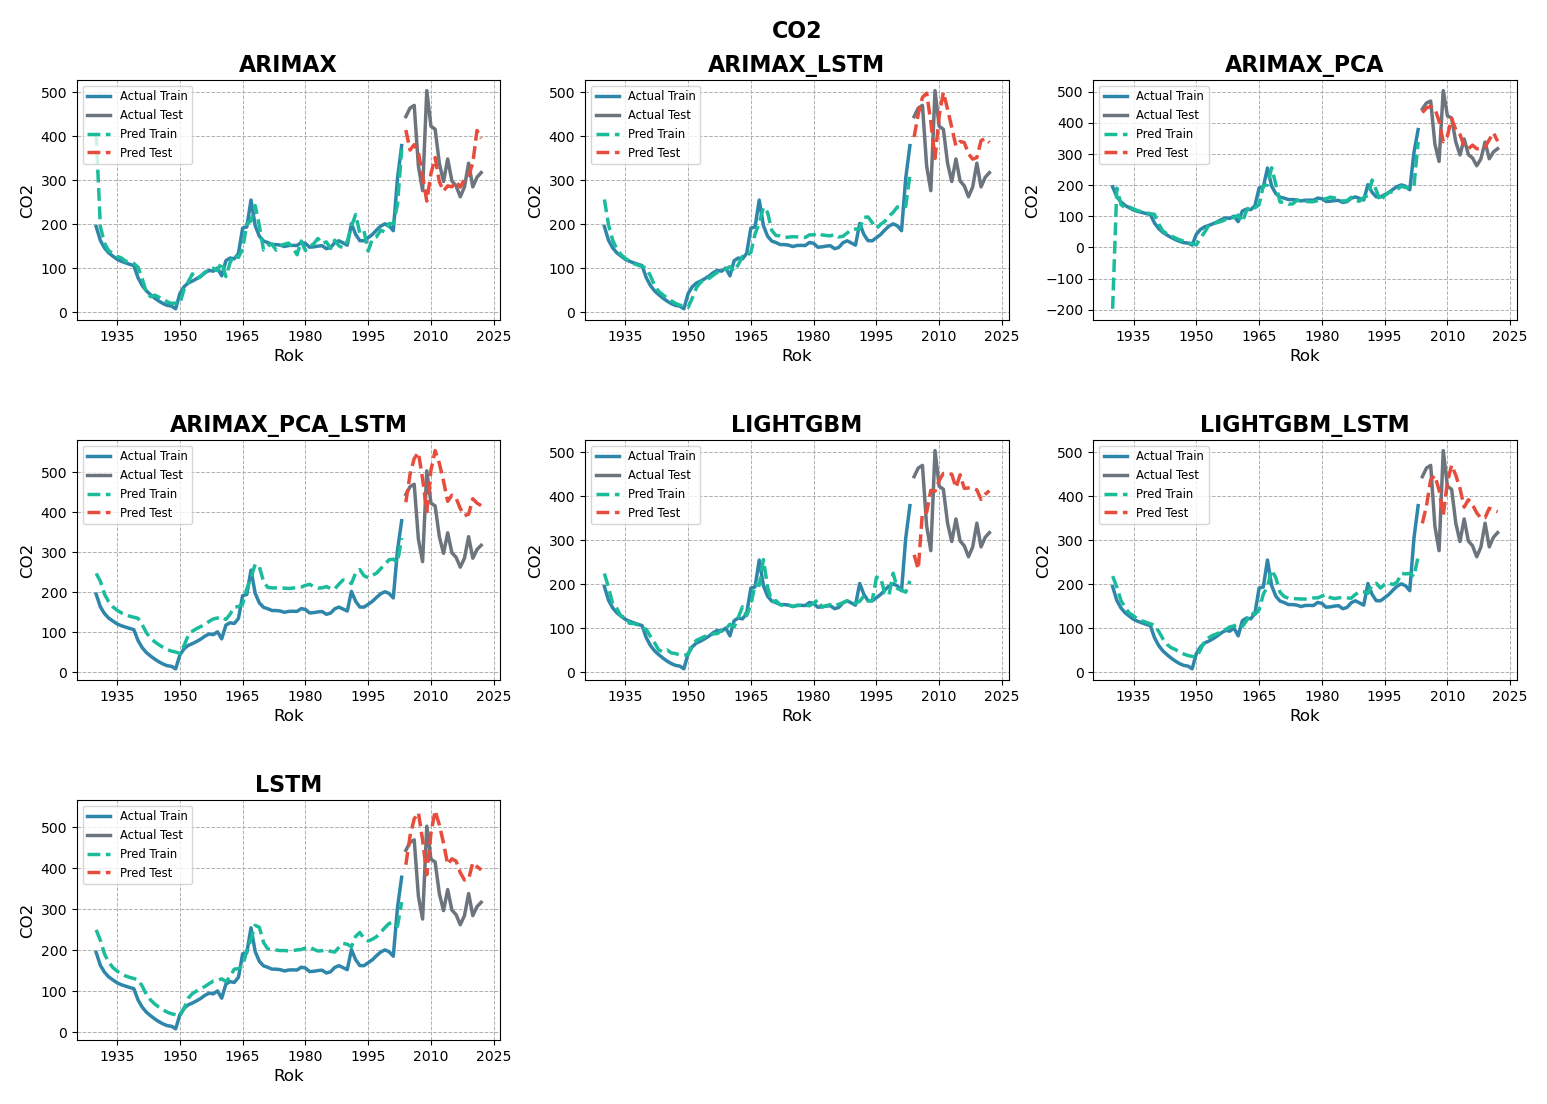 CO2
ARIMAX
CO2
500
400
300
200
100
0
Actual Train
Actual Test
Pred Train
Pred Test
1935 1950 1965 1980 1995 2010 2025
Rok
ARIMAX_LSTM
CO2
500
400
300
200
100
0
Actual Train
Actual Test
Pred Train
Pred Test
1935 1950 1965 1980 1995 2010 2025
Rok
ARIMAX_PCA
CO2
500
400
300
200
100
0
−100
−200
Actual Train
Actual Test
Pred Train
Pred Test
1935 1950 1965 1980 1995 2010 2025
Rok
ARIMAX_PCA_LSTM
CO2
500
400
300
200
100
0
Actual Train
Actual Test
Pred Train
Pred Test
1935 1950 1965 1980 1995 2010 2025
Rok
LIGHTGBM
CO2
500
400
300
200
100
0
Actual Train
Actual Test
Pred Train
Pred Test
1935 1950 1965 1980 1995 2010 2025
Rok
LIGHTGBM_LSTM
CO2
500
400
300
200
100
0
Actual Train
Actual Test
Pred Train
Pred Test
1935 1950 1965 1980 1995 2010 2025
Rok
LSTM
CO2
500
400
300
200
100
0
Actual Train
Actual Test
Pred Train
Pred Test
1935 1950 1965 1980 1995 2010 2025
Rok